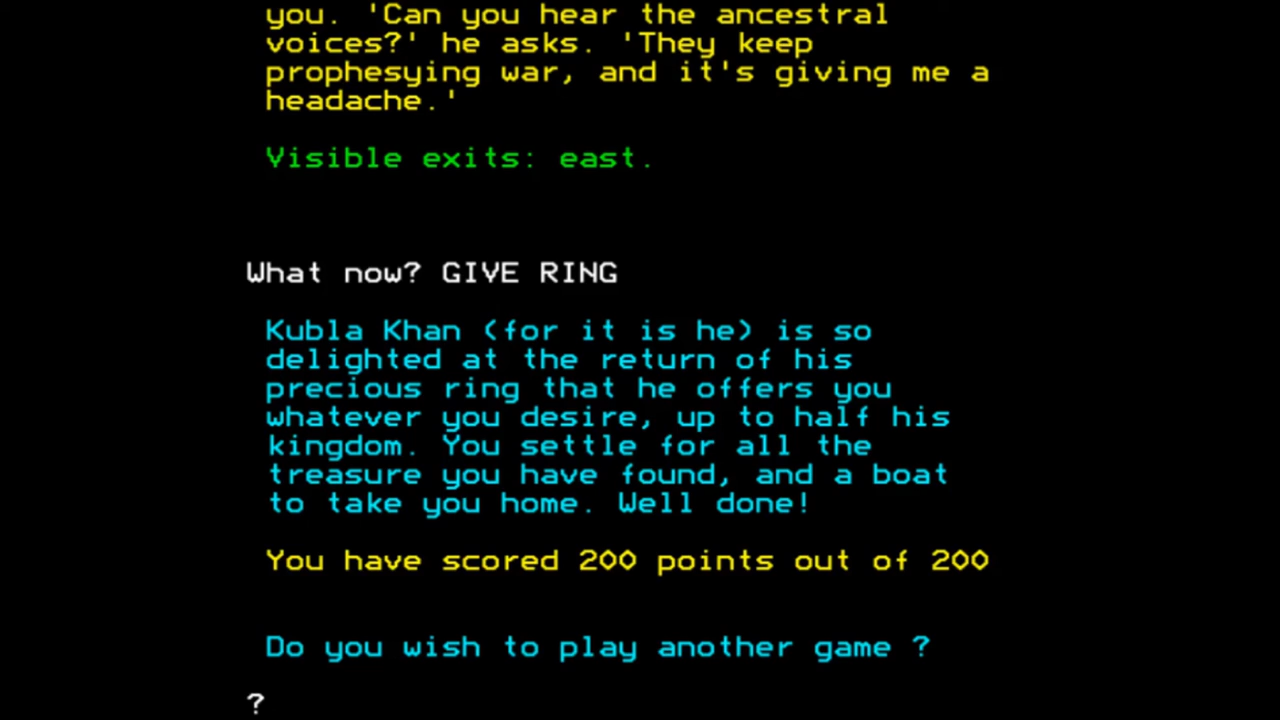 you. 'Can you hear the ancestral
voices?' he asks. 'They keep
prophesying war, and it's giving me a
headache.'
Visible exits: east.
What now? GIVE RING
Kubla Khan (for it is he) is so
delighted at the return of his
precious ring that he offers you
whatever you desire, up to half his
kingdom. You settle for all the
treasure you have found, and a boat
to take you home. Well done!
You have scored 200 points out of 200
Do you wish to play another game ?
?